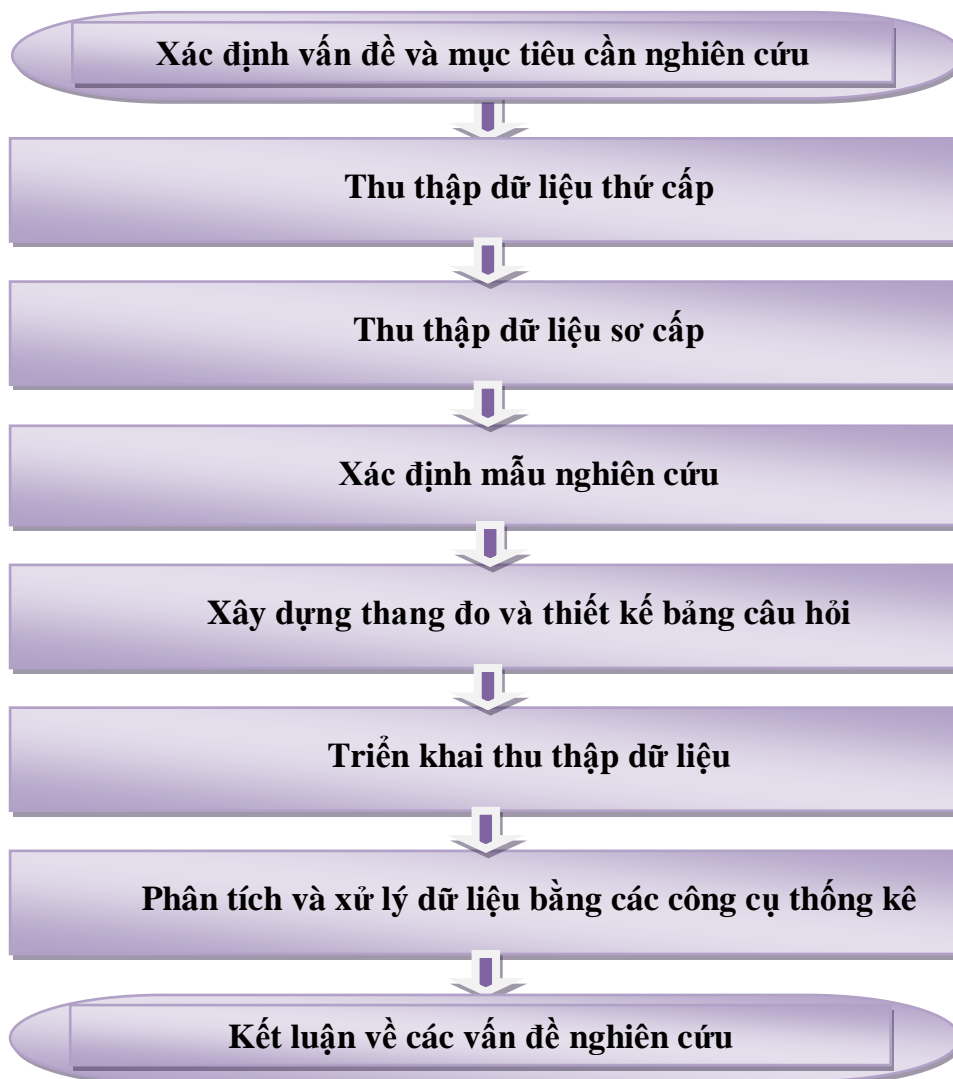 Xác định vấn đề và mục tiêu cần nghiên cứu
Thu thập dữ liệu thứ cấp
Thu thập dữ liệu sơ cấp
Xác định mẫu nghiên cứu
Xây dựng thang đo và thiết kế bảng câu hỏi
Triển khai thu thập dữ liệu
Phân tích và xử lý dữ liệu bằng các công cụ thống kê
Kết luận về các vấn đề nghiên cứu